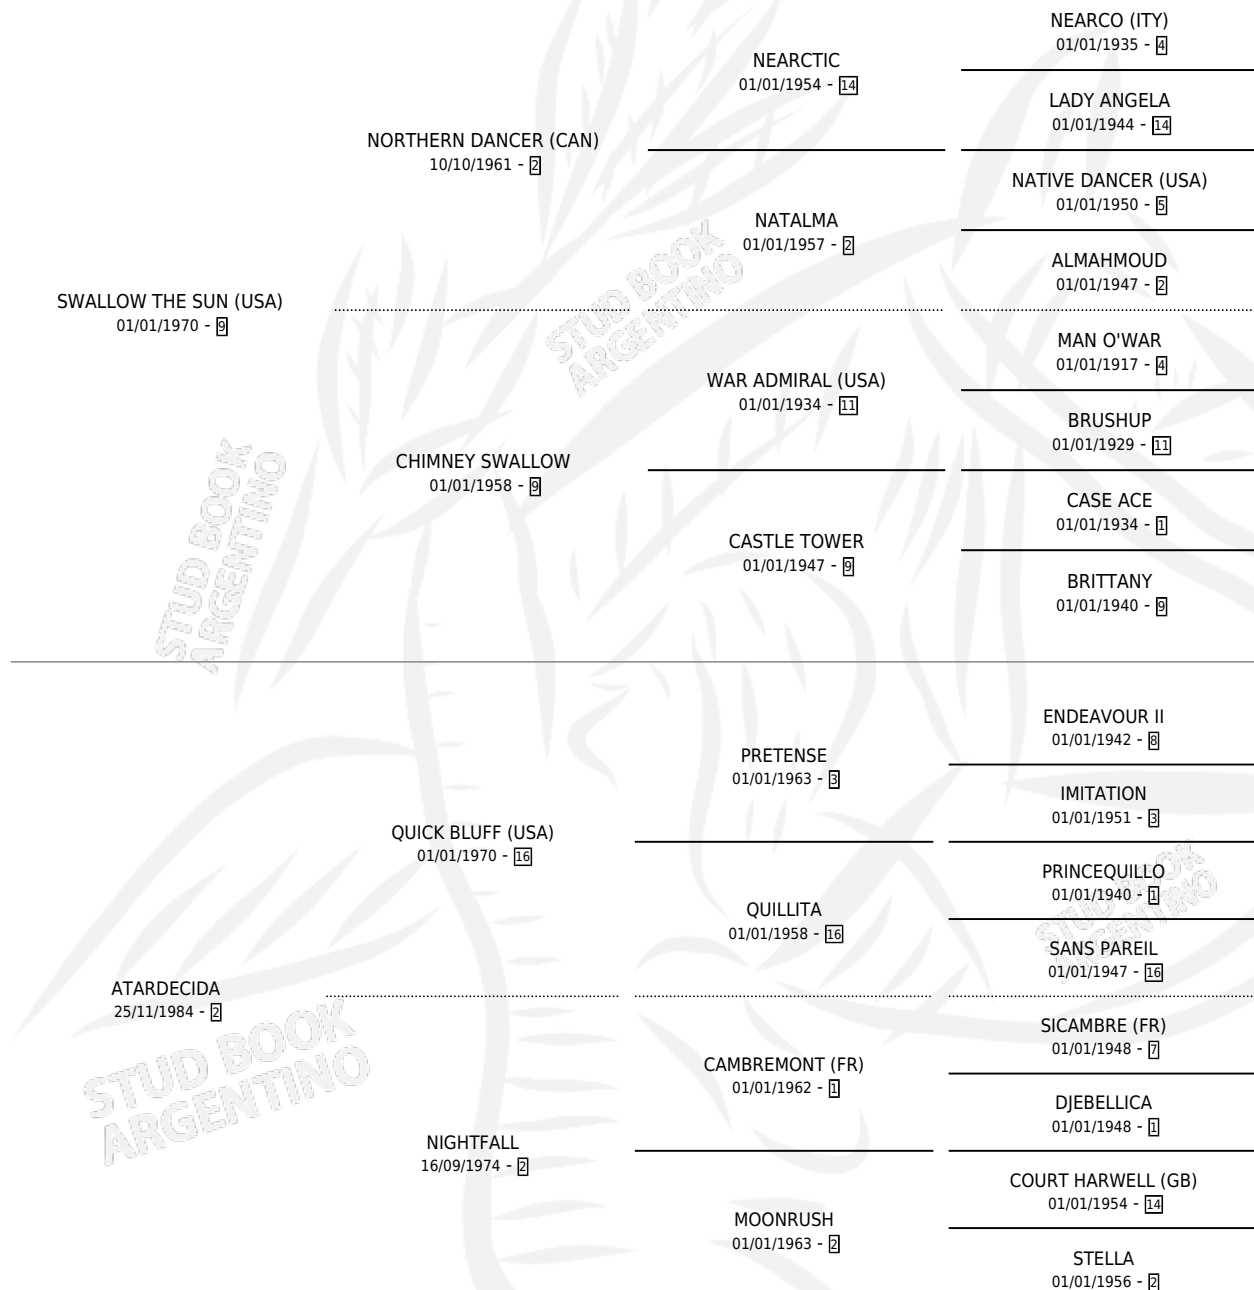 NEARCO (ITY)
01/01/1935 - 4
NEARCTIC
01/01/1954 - 14
LADY ANGELA
01/01/1944 - 14
NORTHERN DANCER (CAN)
10/10/1961 - 2
NATIVE DANCER (USA)
01/01/1950 - 5
NATALMA
01/01/1957 - 2
ALMAHMOUD
01/01/1947 - 2
SWALLOW THE SUN (USA)
01/01/1970 - 9
MAN O'WAR
01/01/1917 - 4
WAR ADMIRAL (USA)
01/01/1934 - 11
BRUSHUP
01/01/1929 - 11
CHIMNEY SWALLOW
01/01/1958 - 9
CASE ACE
01/01/1934 - 1
CASTLE TOWER
01/01/1947 - 9
BRITTANY
01/01/1940 - 9
ENDEAVOUR II
01/01/1942 - 8
PRETENSE
01/01/1963 - 3
IMITATION
01/01/1951 - 3
QUICK BLUFF (USA)
01/01/1970 - 16
PRINCEQUILLO
01/01/1940 - 1
QUILLITA
01/01/1958 - 16
SANS PAREIL
01/01/1947 - 16
ATARDECIDA
25/11/1984 - 2
SICAMBRE (FR)
01/01/1948 - 7
CAMBREMONT (FR)
01/01/1962 - 1
DJEBELLICA
01/01/1948 - 1
NIGHTFALL
16/09/1974 - 2
COURT HARWELL (GB)
01/01/1954 - 14
MOONRUSH
01/01/1963 - 2
STELLA
01/01/1956 - 2
STUD BOOK
ARGENTINO
STUD BOOK
ARGENTINO
STUD BOOK
ARGENTINO
STUD BOOK
ARGENTINO